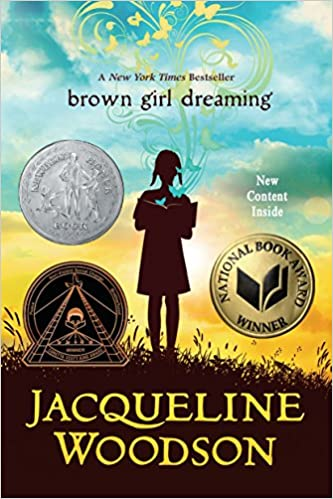 A New York Times Bestseller
brown girl dreaming
New
Content
Inside
NATIONAL BOOK AWARD
WINNER
JACQUELINE
WOODSON